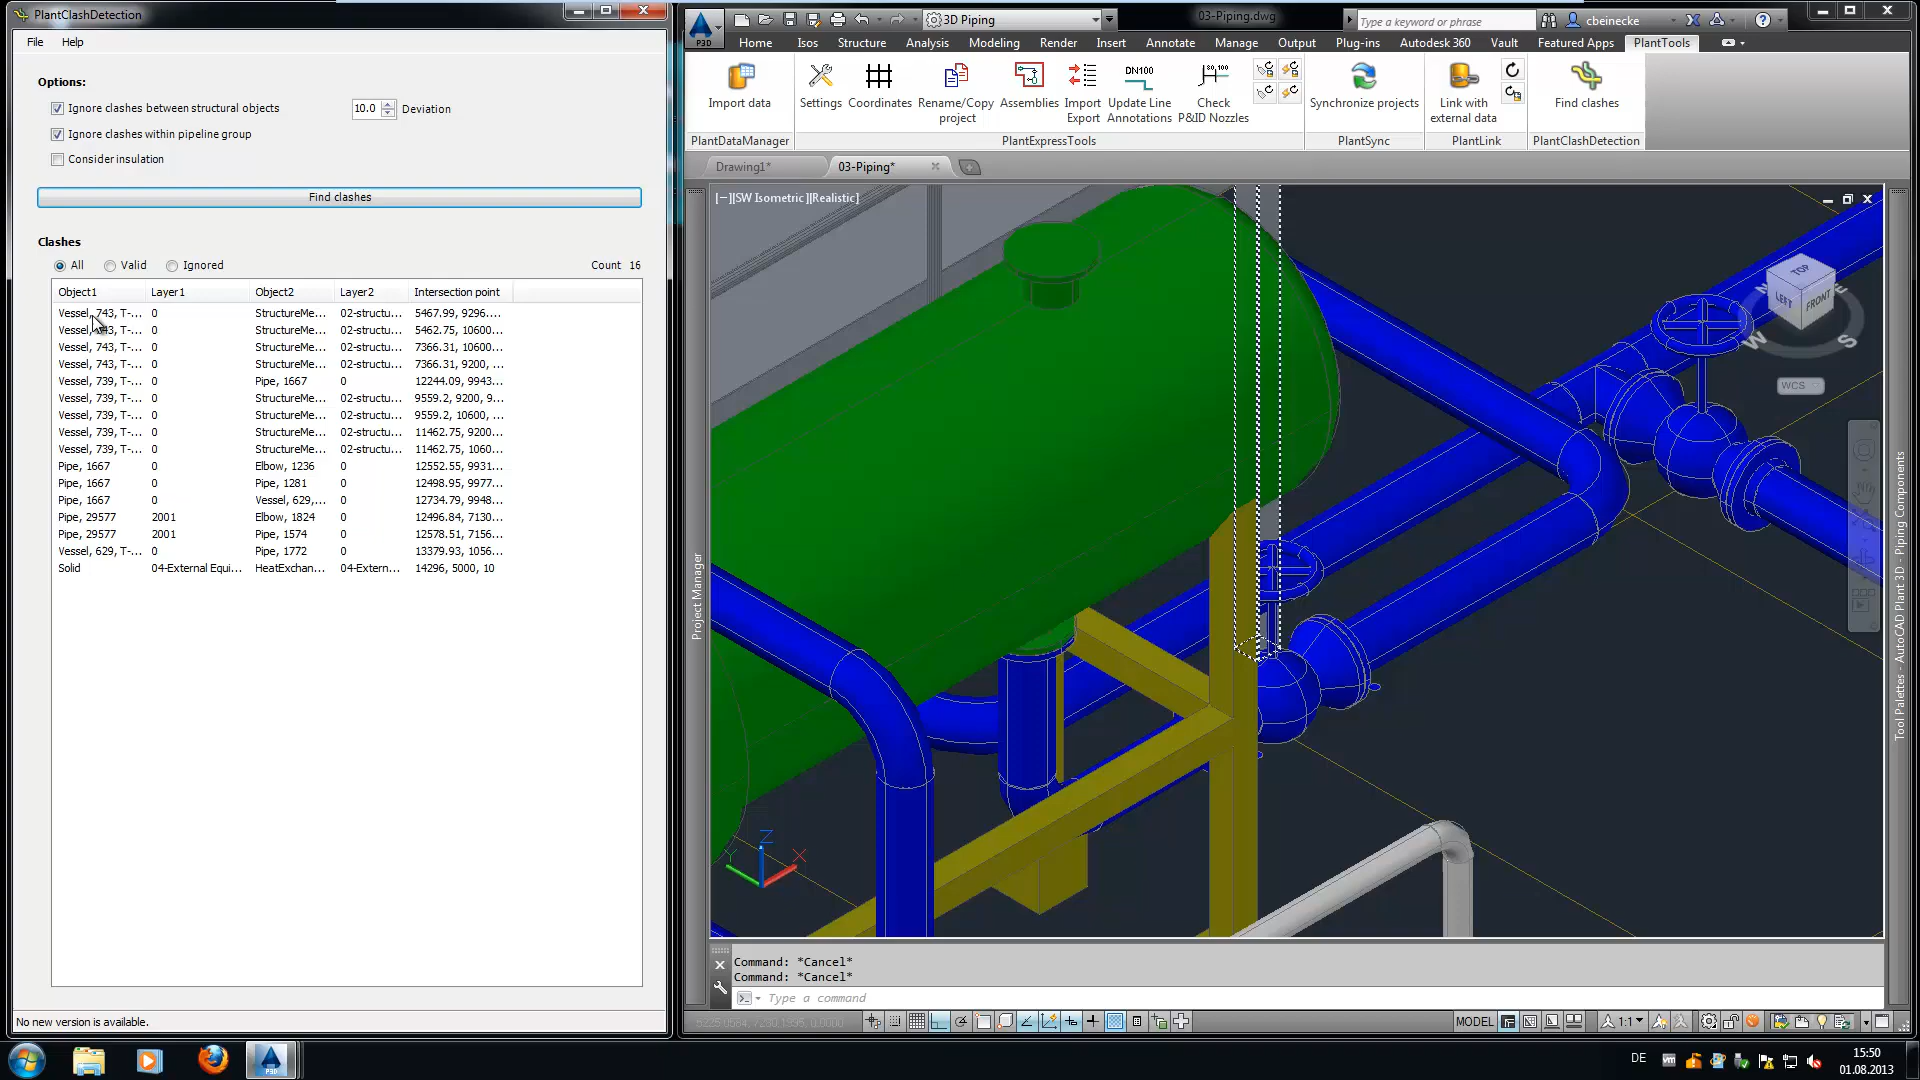 PlantClashDetection
File Help
Options:
Ignore clashes between structural objects
10.0 Deviation
Ignore clashes within pipeline group
Consider insulation
Find clashes
Clashes
All Valid Ignored Count 16
Object1 Layer1 Object2 Layer2 Intersection point
Vessel, 743, T-... 0 StructureMe... 02-structu... 5467.99, 9296....
Vessel, 743, T-... 0 StructureMe... 02-structu... 5462.75, 10600...
Vessel, 743, T-... 0 StructureMe... 02-structu... 7366.31, 10600...
Vessel, 743, T-... 0 StructureMe... 02-structu... 7366.31, 9200, ...
Vessel, 739, T-... 0 Pipe, 1667 0 12244.09, 9943...
Vessel, 739, T-... 0 StructureMe... 02-structu... 9559.2, 9200, 9...
Vessel, 739, T-... 0 StructureMe... 02-structu... 9559.2, 10600, ...
Vessel, 739, T-... 0 StructureMe... 02-structu... 11462.75, 9200...
Vessel, 739, T-... 0 StructureMe... 02-structu... 11462.75, 1060...
Pipe, 1667 0 Elbow, 1236 0 12552.55, 9931...
Pipe, 1667 0 Pipe, 1281 0 12498.95, 9977...
Pipe, 1667 0 Vessel, 629,... 0 12734.79, 9948...
Pipe, 29577 2001 Elbow, 1824 0 12496.84, 7130...
Pipe, 29577 2001 Pipe, 1574 0 12578.51, 7156...
Vessel, 629, T-... 0 Pipe, 1772 0 13379.93, 1056...
Solid 04-External Equi... HeatExchan... 04-Extern... 14296, 5000, 10
No new version is available.
P3D
3D Piping
03-Piping.dwg
Type a keyword or phrase
cbeinecke
Home Isos Structure Analysis Modeling Render Insert Annotate Manage Output Plug-ins Autodesk 360 Vault Featured Apps PlantTools
DN100
30,100
Import data
Settings
Coordinates
Rename/Copy project
Assemblies
Import Export
Update Line Annotations
Check P&ID Nozzles
Synchronize projects
Link with external data
Find clashes
PlantDataManager PlantExpressTools PlantSync PlantLink PlantClashDetection
Drawing1* 03-Piping*
[−][SW Isometric][Realistic]
TOP
LEFT
FRONT
W
S
WCS
Project Manager
Tool Palettes - AutoCAD Plant 3D - Piping Components
Z
Y
X
Command: *Cancel*
Command: *Cancel*
Type a command
MODEL
1:1
P3D
DE
15:50
01.08.2013